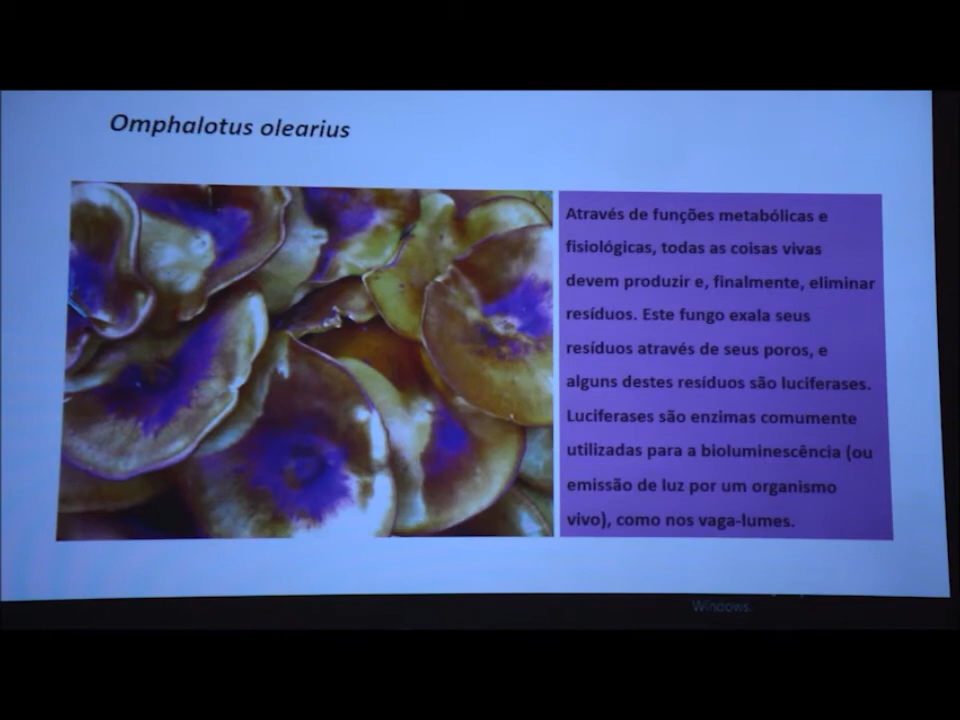 Omphalotus olearius
Através de funções metabólicas e
fisiológicas, todas as coisas vivas
devem produzir e, finalmente, eliminar
resíduos. Este fungo exala seus
resíduos através de seus poros, e
alguns destes resíduos são luciferases.
Luciferases são enzimas comumente
utilizadas para a bioluminescência (ou
emissão de luz por um organismo
vivo), como nos vaga-lumes.
Windows.